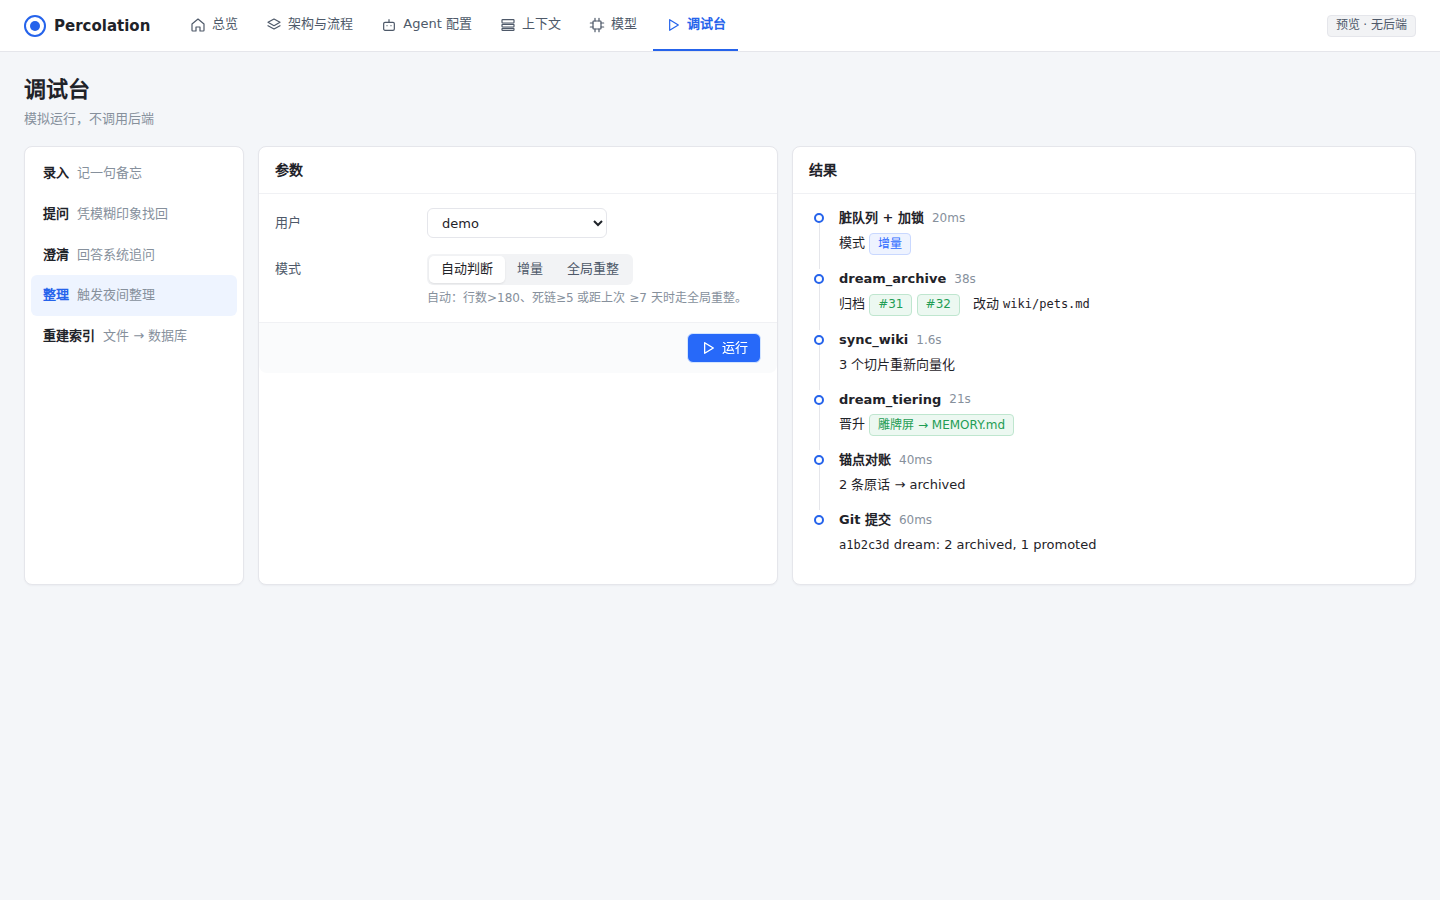 Percolation 总览 架构与流程 Agent 配置 上下文 模型 调试台 预览 · 无后端
调试台
模拟运行，不调用后端
录入 记一句备忘
提问 凭模糊印象找回
澄清 回答系统追问
整理 触发夜间整理
重建索引 文件 → 数据库
参数
用户 demo
模式 自动判断 增量 全局重整
自动：行数>180、死链≥5 或距上次 ≥7 天时走全局重整。
运行
结果
脏队列 + 加锁 20ms
模式 增量
dream_archive 38s
归档 #31 #32 改动 wiki/pets.md
sync_wiki 1.6s
3 个切片重新向量化
dream_tiering 21s
晋升 雕牌屏 → MEMORY.md
锚点对账 40ms
2 条原话 → archived
Git 提交 60ms
a1b2c3d dream: 2 archived, 1 promoted